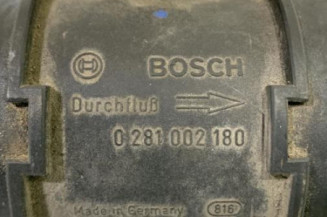 BOSCH
Durchfluß
0 281 002 180
Made in Germany 816